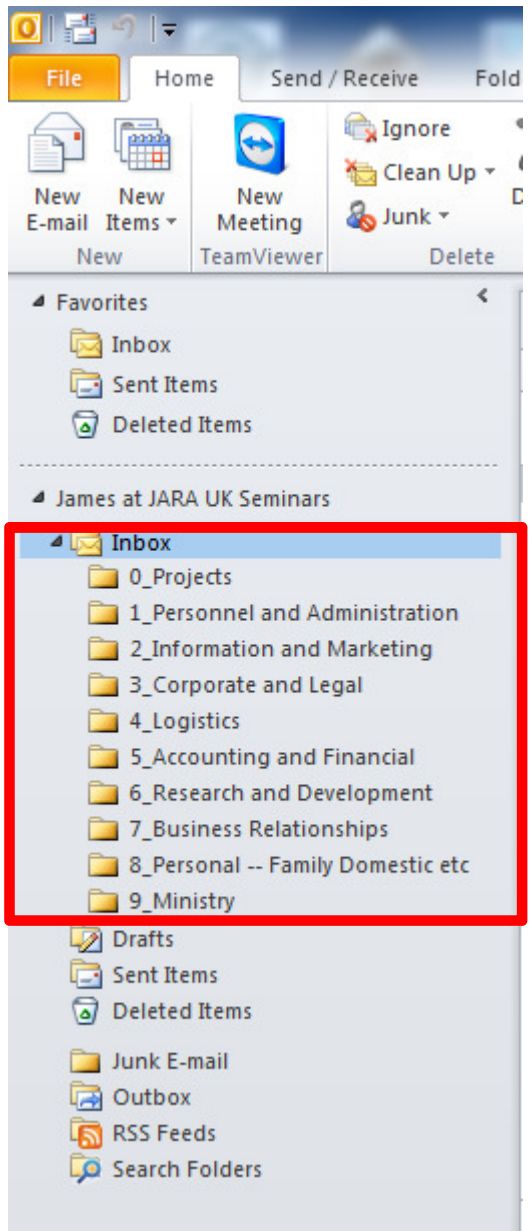 File Home Send / Receive Fold
New E-mail
New Items
New Meeting
Ignore
Clean Up
Junk
New TeamViewer Delete
Favorites
Inbox
Sent Items
Deleted Items
James at JARA UK Seminars
Inbox
0_Projects
1_Personnel and Administration
2_Information and Marketing
3_Corporate and Legal
4_Logistics
5_Accounting and Financial
6_Research and Development
7_Business Relationships
8_Personal -- Family Domestic etc
9_Ministry
Drafts
Sent Items
Deleted Items
Junk E-mail
Outbox
RSS Feeds
Search Folders